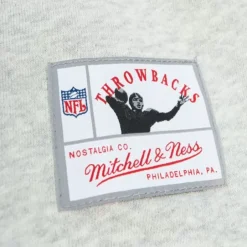 THROWBACKS
NFL
NOSTALGIA CO.
Mitchell & Ness
PHILADELPHIA, PA.